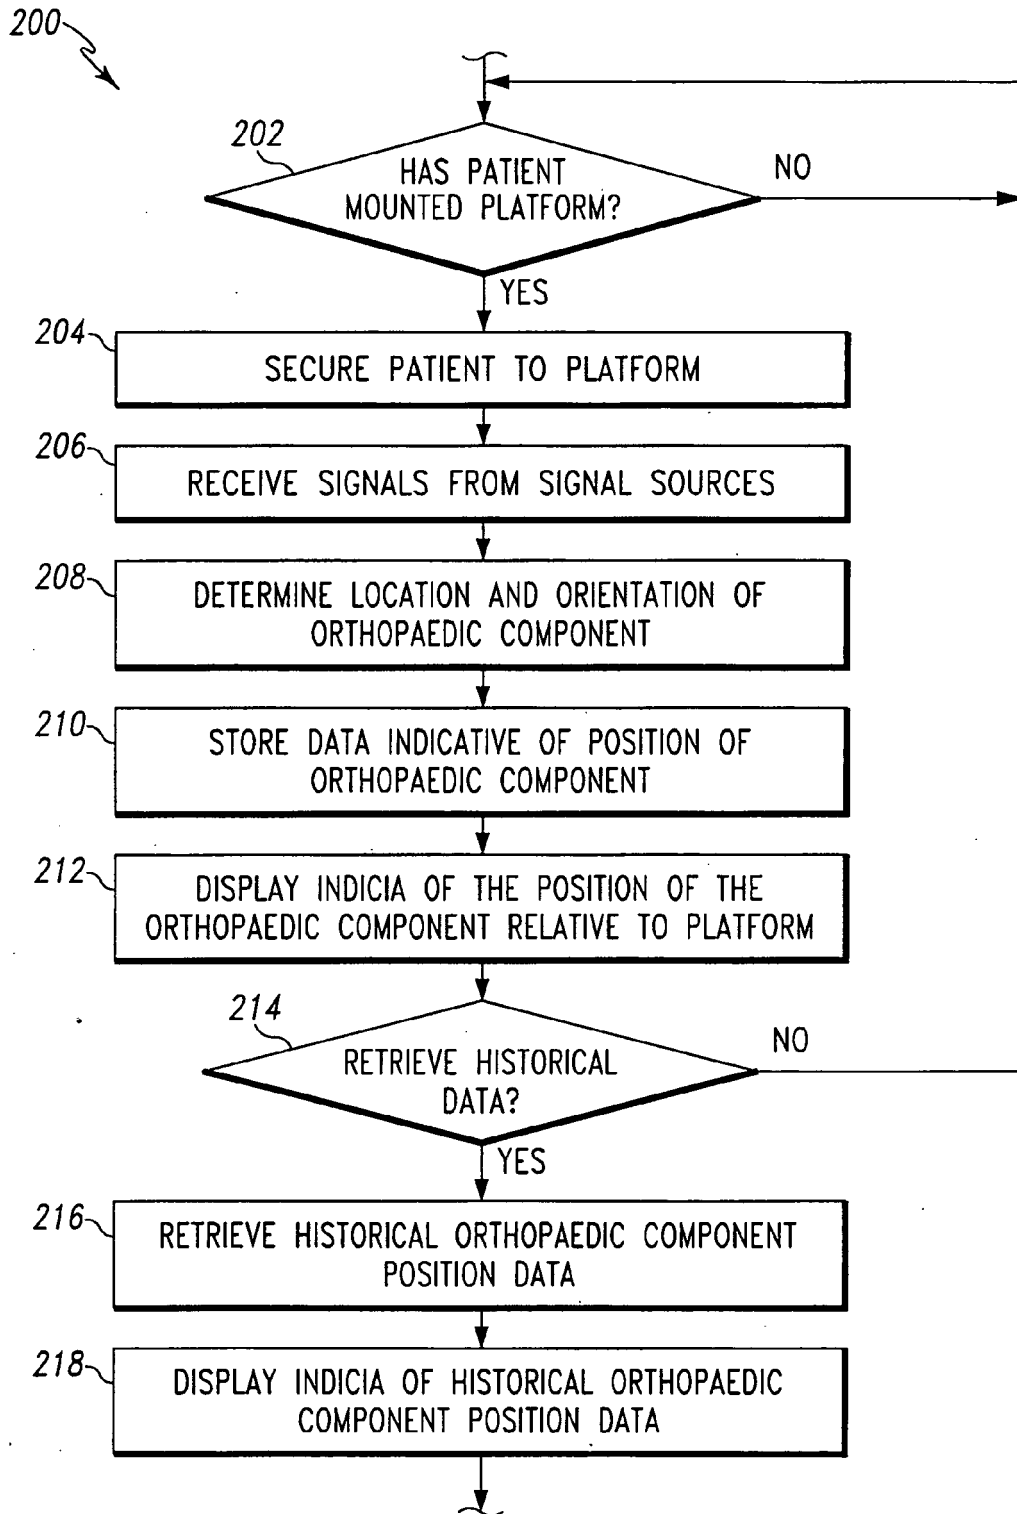 200
202
HAS PATIENT
MOUNTED PLATFORM?
NO
YES
204
SECURE PATIENT TO PLATFORM
206
RECEIVE SIGNALS FROM SIGNAL SOURCES
208
DETERMINE LOCATION AND ORIENTATION OF
ORTHOPAEDIC COMPONENT
210
STORE DATA INDICATIVE OF POSITION OF
ORTHOPAEDIC COMPONENT
212
DISPLAY INDICIA OF THE POSITION OF THE
ORTHOPAEDIC COMPONENT RELATIVE TO PLATFORM
214
RETRIEVE HISTORICAL
DATA?
NO
YES
216
RETRIEVE HISTORICAL ORTHOPAEDIC COMPONENT
POSITION DATA
218
DISPLAY INDICIA OF HISTORICAL ORTHOPAEDIC
COMPONENT POSITION DATA